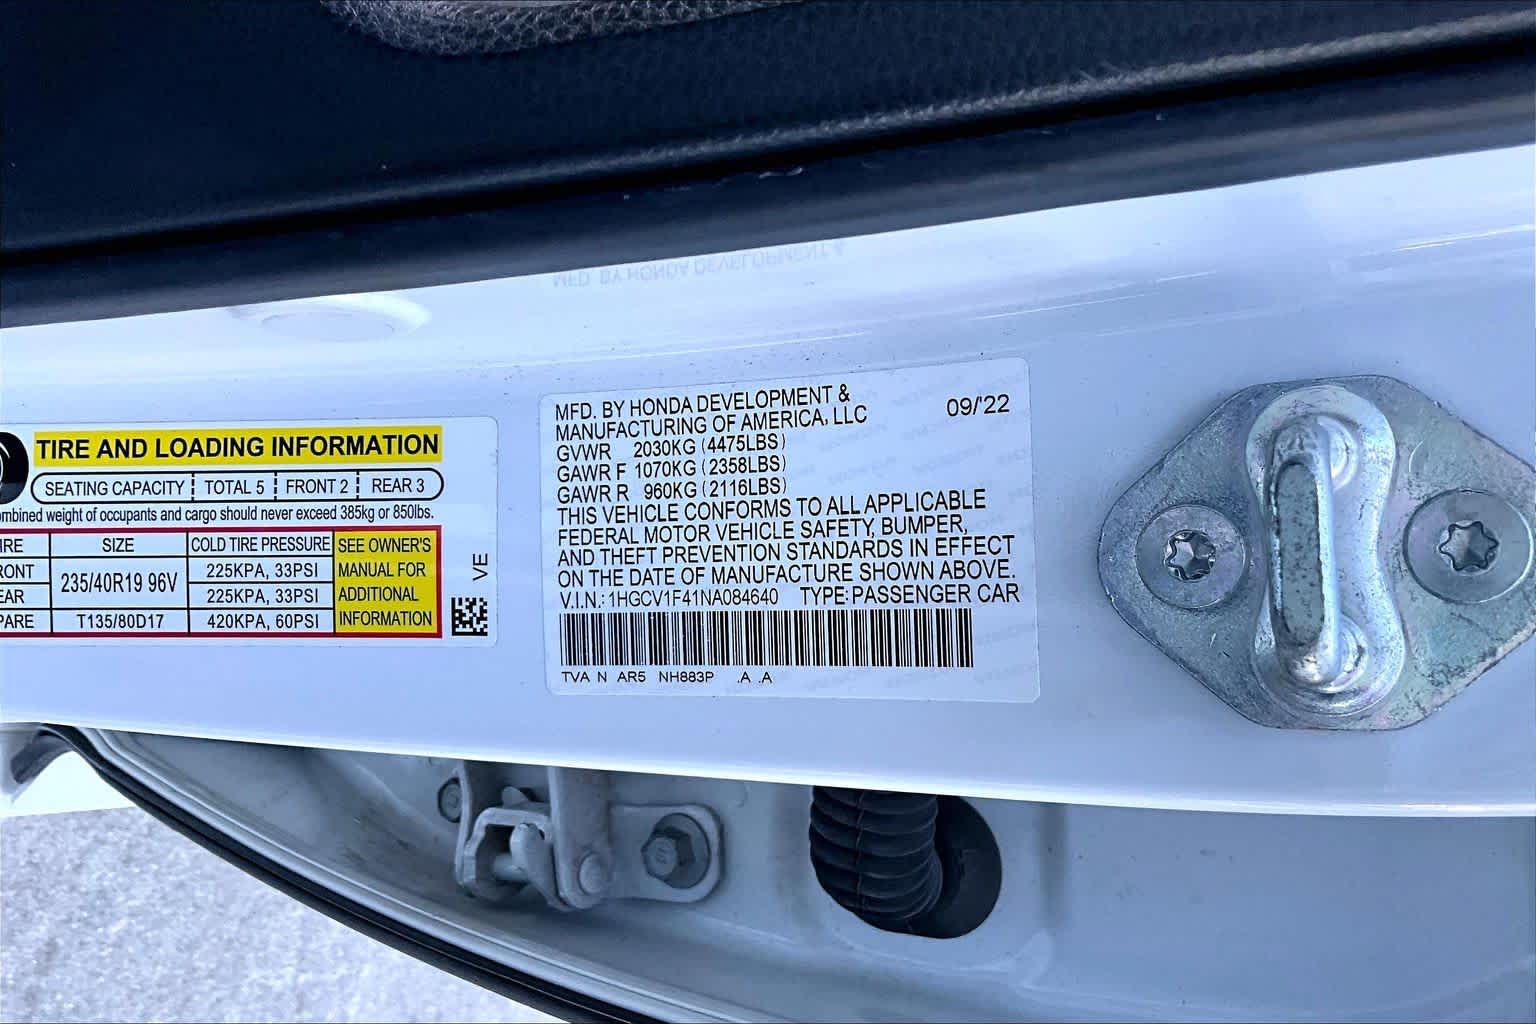 TIRE AND LOADING INFORMATION
SEATING CAPACITY TOTAL 5 FRONT 2 REAR 3
ombined weight of occupants and cargo should never exceed 385kg or 850lbs.
IRE SIZE COLD TIRE PRESSURE
RONT 235/40R19 96V 225KPA, 33PSI
EAR 225KPA, 33PSI
PARE T135/80D17 420KPA, 60PSI
SEE OWNER'S
MANUAL FOR
ADDITIONAL
INFORMATION
VE
MFD. BY HONDA DEVELOPMENT &
MANUFACTURING OF AMERICA, LLC
09/22
GVWR 2030KG (4475LBS)
GAWR F 1070KG (2358LBS)
GAWR R 960KG (2116LBS)
THIS VEHICLE CONFORMS TO ALL APPLICABLE
FEDERAL MOTOR VEHICLE SAFETY, BUMPER,
AND THEFT PREVENTION STANDARDS IN EFFECT
ON THE DATE OF MANUFACTURE SHOWN ABOVE.
V.I.N.: 1HGCV1F41NA084640 TYPE: PASSENGER CAR
TVA N AR5 NH883P .A .A